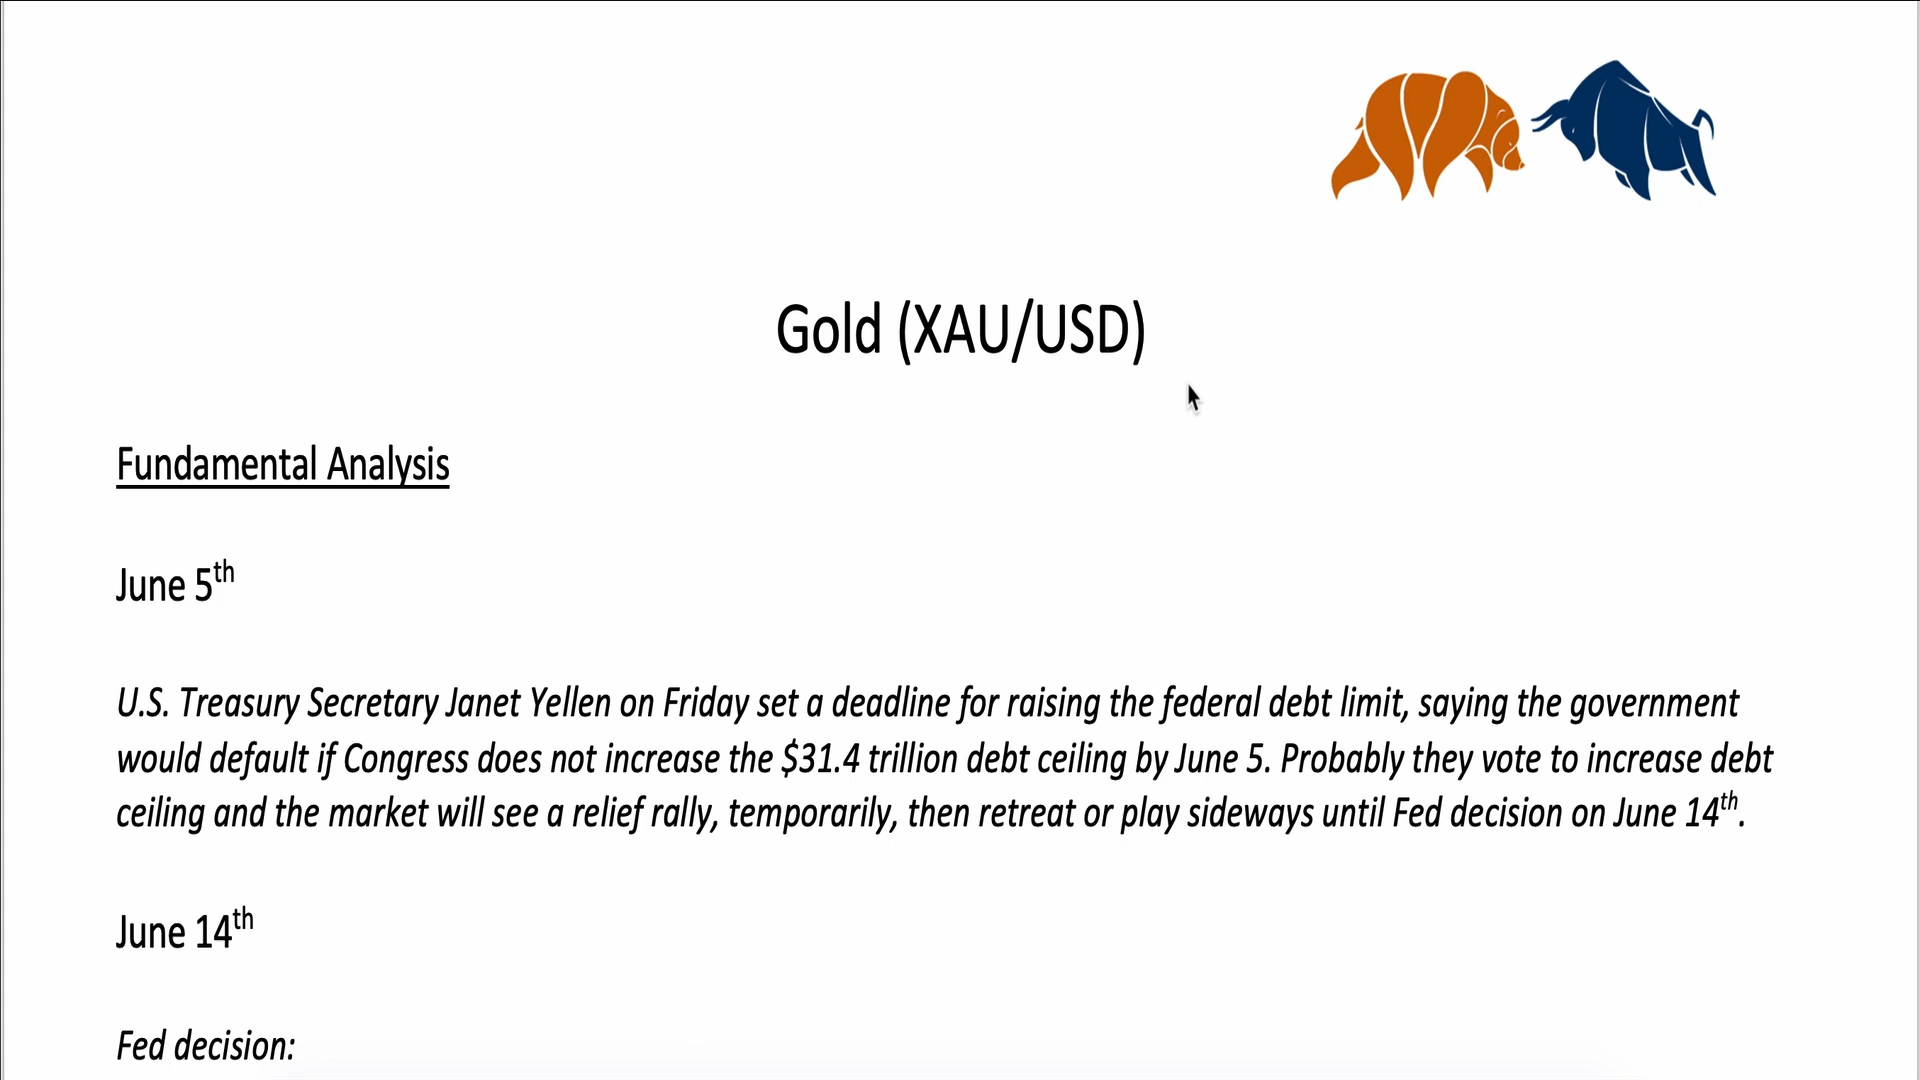 Gold (XAU/USD)
Fundamental Analysis
June 5th
U.S. Treasury Secretary Janet Yellen on Friday set a deadline for raising the federal debt limit, saying the government
would default if Congress does not increase the $31.4 trillion debt ceiling by June 5. Probably they vote to increase debt
ceiling and the market will see a relief rally, temporarily, then retreat or play sideways until Fed decision on June 14th.
June 14th
Fed decision: